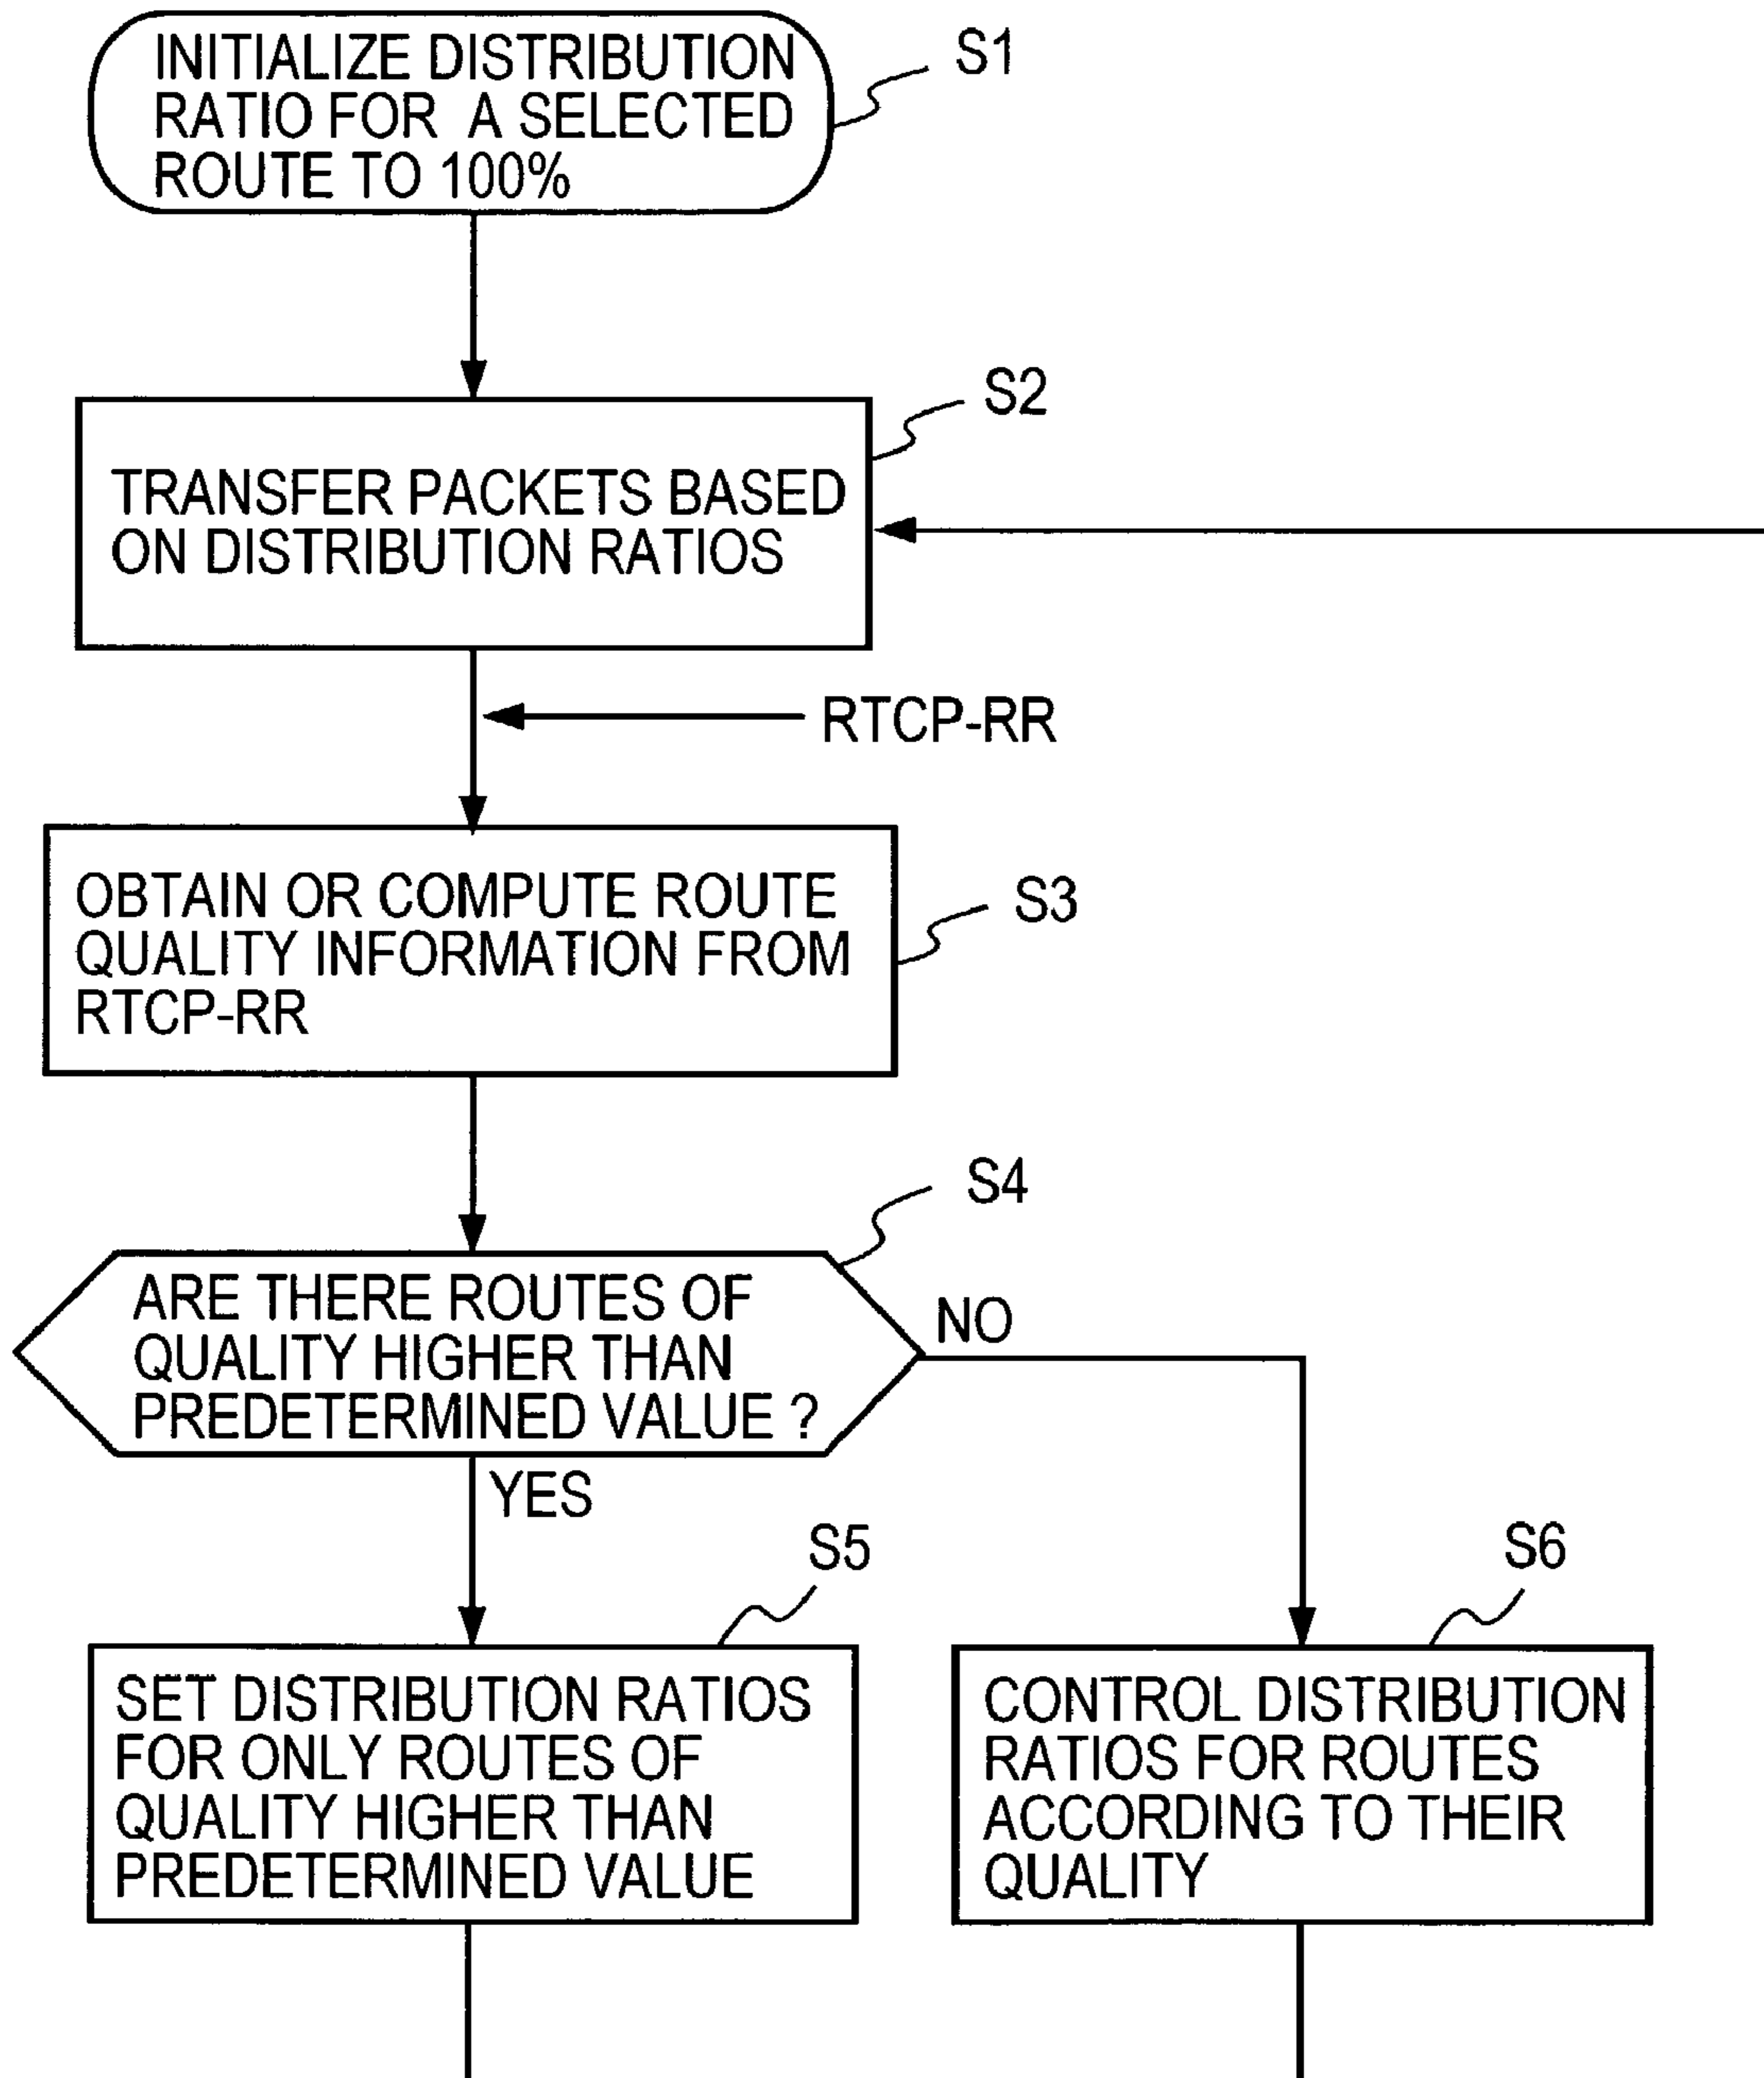 INITIALIZE DISTRIBUTION
RATIO FOR A SELECTED
ROUTE TO 100%
S1
S2
TRANSFER PACKETS BASED
ON DISTRIBUTION RATIOS
RTCP-RR
OBTAIN OR COMPUTE ROUTE
QUALITY INFORMATION FROM
RTCP-RR
S3
S4
ARE THERE ROUTES OF
QUALITY HIGHER THAN
PREDETERMINED VALUE ?
NO
YES
S5
SET DISTRIBUTION RATIOS
FOR ONLY ROUTES OF
QUALITY HIGHER THAN
PREDETERMINED VALUE
S6
CONTROL DISTRIBUTION
RATIOS FOR ROUTES
ACCORDING TO THEIR
QUALITY